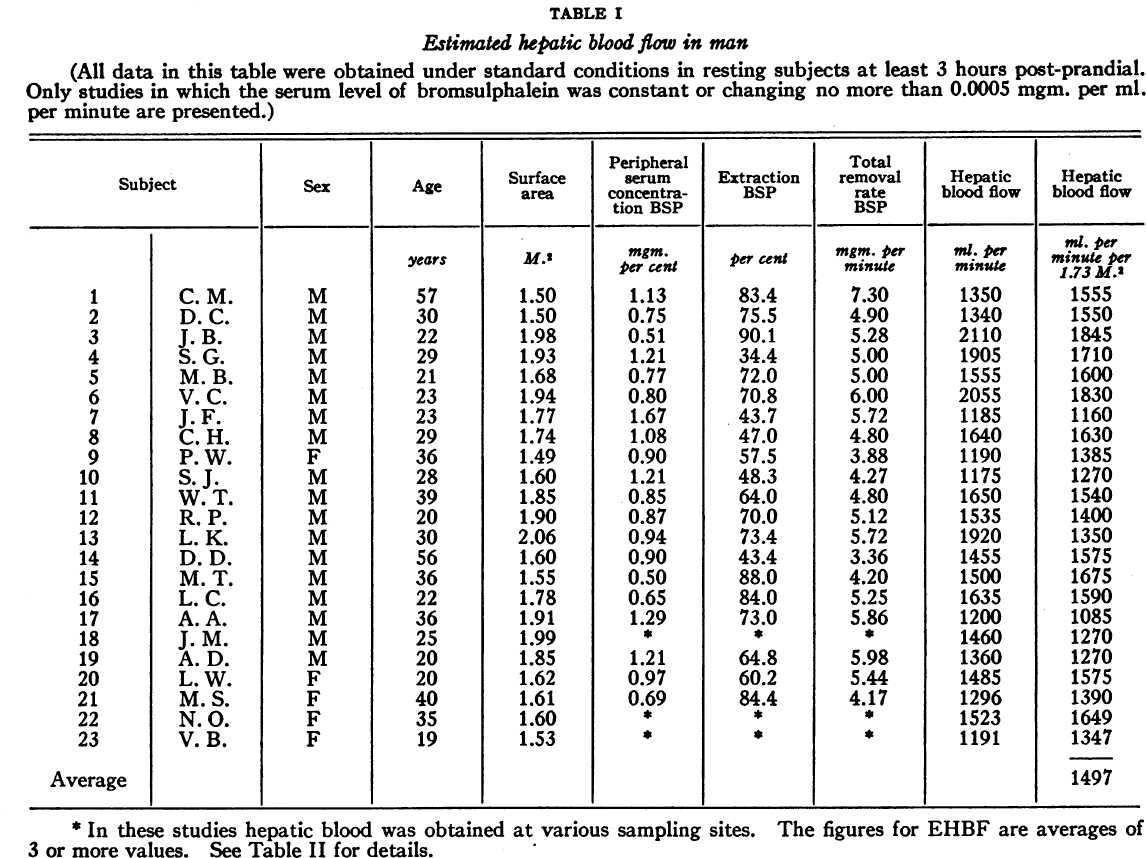 TABLE I
Estimated hepatic blood flow in man
(All data in this table were obtained under standard conditions in resting subjects at least 3 hours post-prandial.
Only studies in which the serum level of bromsulphalein was constant or changing no more than 0.0005 mgm. per ml.
per minute are presented.)
Subject Sex Age Surface area Peripheral serum concentra- tion BSP Extraction BSP Total removal rate BSP Hepatic blood flow Hepatic blood flow
years M.² mgm. per cent per cent mgm. per minute ml. per minute ml. per minute per 1.73 M.²
1 C. M. M 57 1.50 1.13 83.4 7.30 1350 1555
2 D. C. M 30 1.50 0.75 75.5 4.90 1340 1550
3 J. B. M 22 1.98 0.51 90.1 5.28 2110 1845
4 S. G. M 29 1.93 1.21 34.4 5.00 1905 1710
5 M. B. M 21 1.68 0.77 72.0 5.00 1555 1600
6 V. C. M 23 1.94 0.80 70.8 6.00 2055 1830
7 J. F. M 23 1.77 1.67 43.7 5.72 1185 1160
8 C. H. M 29 1.74 1.08 47.0 4.80 1640 1630
9 P. W. F 36 1.49 0.90 57.5 3.88 1190 1385
10 S. J. M 28 1.60 1.21 48.3 4.27 1175 1270
11 W. T. M 39 1.85 0.85 64.0 4.80 1650 1540
12 R. P. M 20 1.90 0.87 70.0 5.12 1535 1400
13 L. K. M 30 2.06 0.94 73.4 5.72 1920 1350
14 D. D. M 56 1.60 0.90 43.4 3.36 1455 1575
15 M. T. M 36 1.55 0.50 88.0 4.20 1500 1675
16 L. C. M 22 1.78 0.65 84.0 5.25 1635 1590
17 A. A. M 36 1.91 1.29 73.0 5.86 1200 1085
18 J. M. M 25 1.99 * * * 1460 1270
19 A. D. M 20 1.85 1.21 64.8 5.98 1360 1270
20 L. W. F 20 1.62 0.97 60.2 5.44 1485 1575
21 M. S. F 40 1.61 0.69 84.4 4.17 1296 1390
22 N. O. F 35 1.60 * * * 1523 1649
23 V. B. F 19 1.53 * * * 1191 1347
Average 1497
* In these studies hepatic blood was obtained at various sampling sites. The figures for EHBF are averages of
3 or more values. See Table II for details.